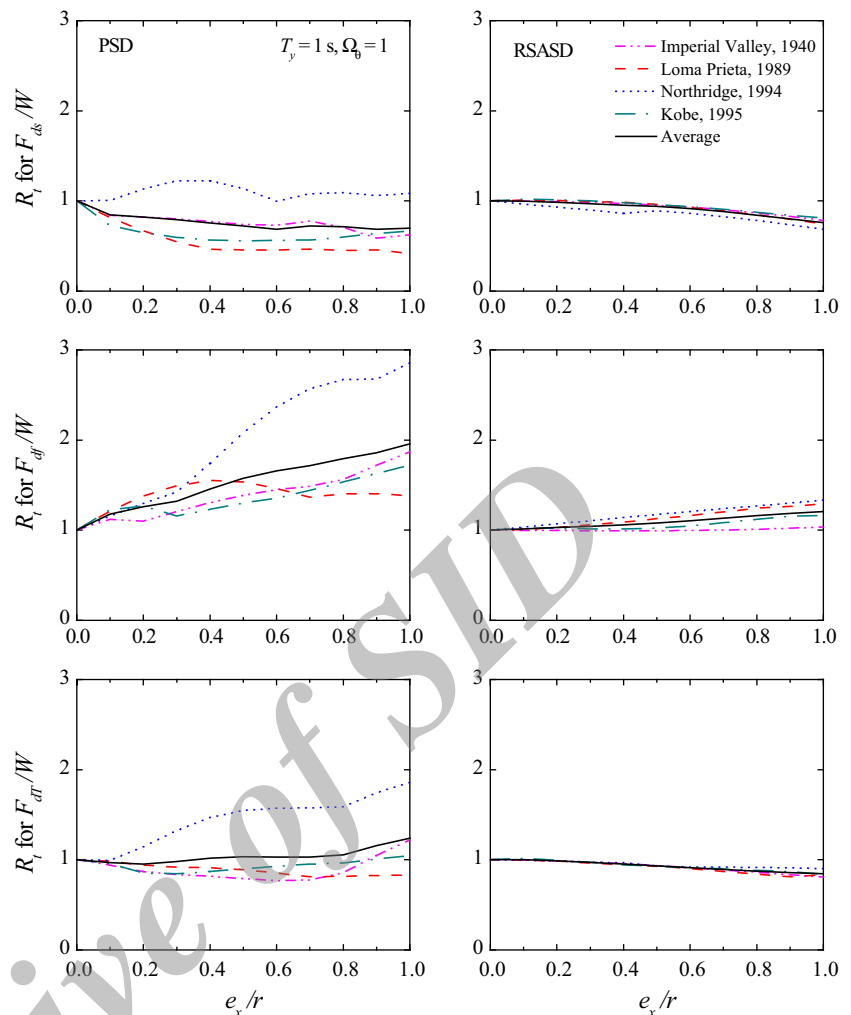 PSD
T_y = 1 s, Ω_θ = 1
R_t for F_ds /W
3
2
1
0
0.0 0.2 0.4 0.6 0.8 1.0
RSASD
Imperial Valley, 1940
Loma Prieta, 1989
Northridge, 1994
Kobe, 1995
Average
3
2
1
0
0.0 0.2 0.4 0.6 0.8 1.0
R_t for F_df /W
3
2
1
0
0.0 0.2 0.4 0.6 0.8 1.0
3
2
1
0
0.0 0.2 0.4 0.6 0.8 1.0
R_t for F_dT /W
3
2
1
0
0.0 0.2 0.4 0.6 0.8 1.0
e_x /r
3
2
1
0
0.0 0.2 0.4 0.6 0.8 1.0
e_x /r
ive of SID